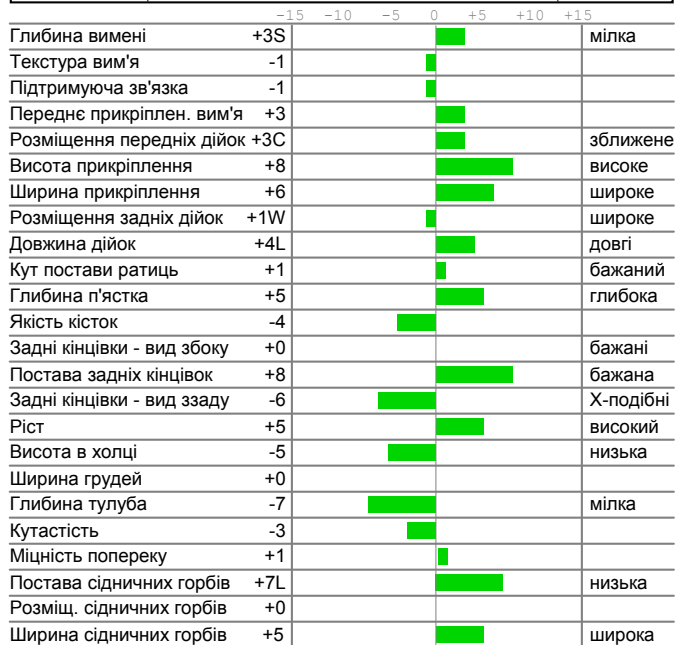 -15 -10 -5 0 +5 +10 +15
Глибина вимені +3S мілка
Текстура вим'я -1
Підтримуюча зв'язка -1
Переднє прикріплен. вим'я +3
Розміщення передніх дійок +3C зближене
Висота прикріплення +8 високе
Ширина прикріплення +6 широке
Розміщення задніх дійок +1W широке
Довжина дійок +4L довгі
Кут постави ратиць +1 бажаний
Глибина п'ястка +5 глибока
Якість кісток -4
Задні кінцівки - вид збоку +0 бажані
Постава задніх кінцівок +8 бажана
Задні кінцівки - вид ззаду -6 Х-подібні
Ріст +5 високий
Висота в холці -5 низька
Ширина грудей +0
Глибина тулуба -7 мілка
Кутастість -3
Міцність попереку +1
Постава сідничних горбів +7L низька
Розміщ. сідничних горбів +0
Ширина сідничних горбів +5 широка